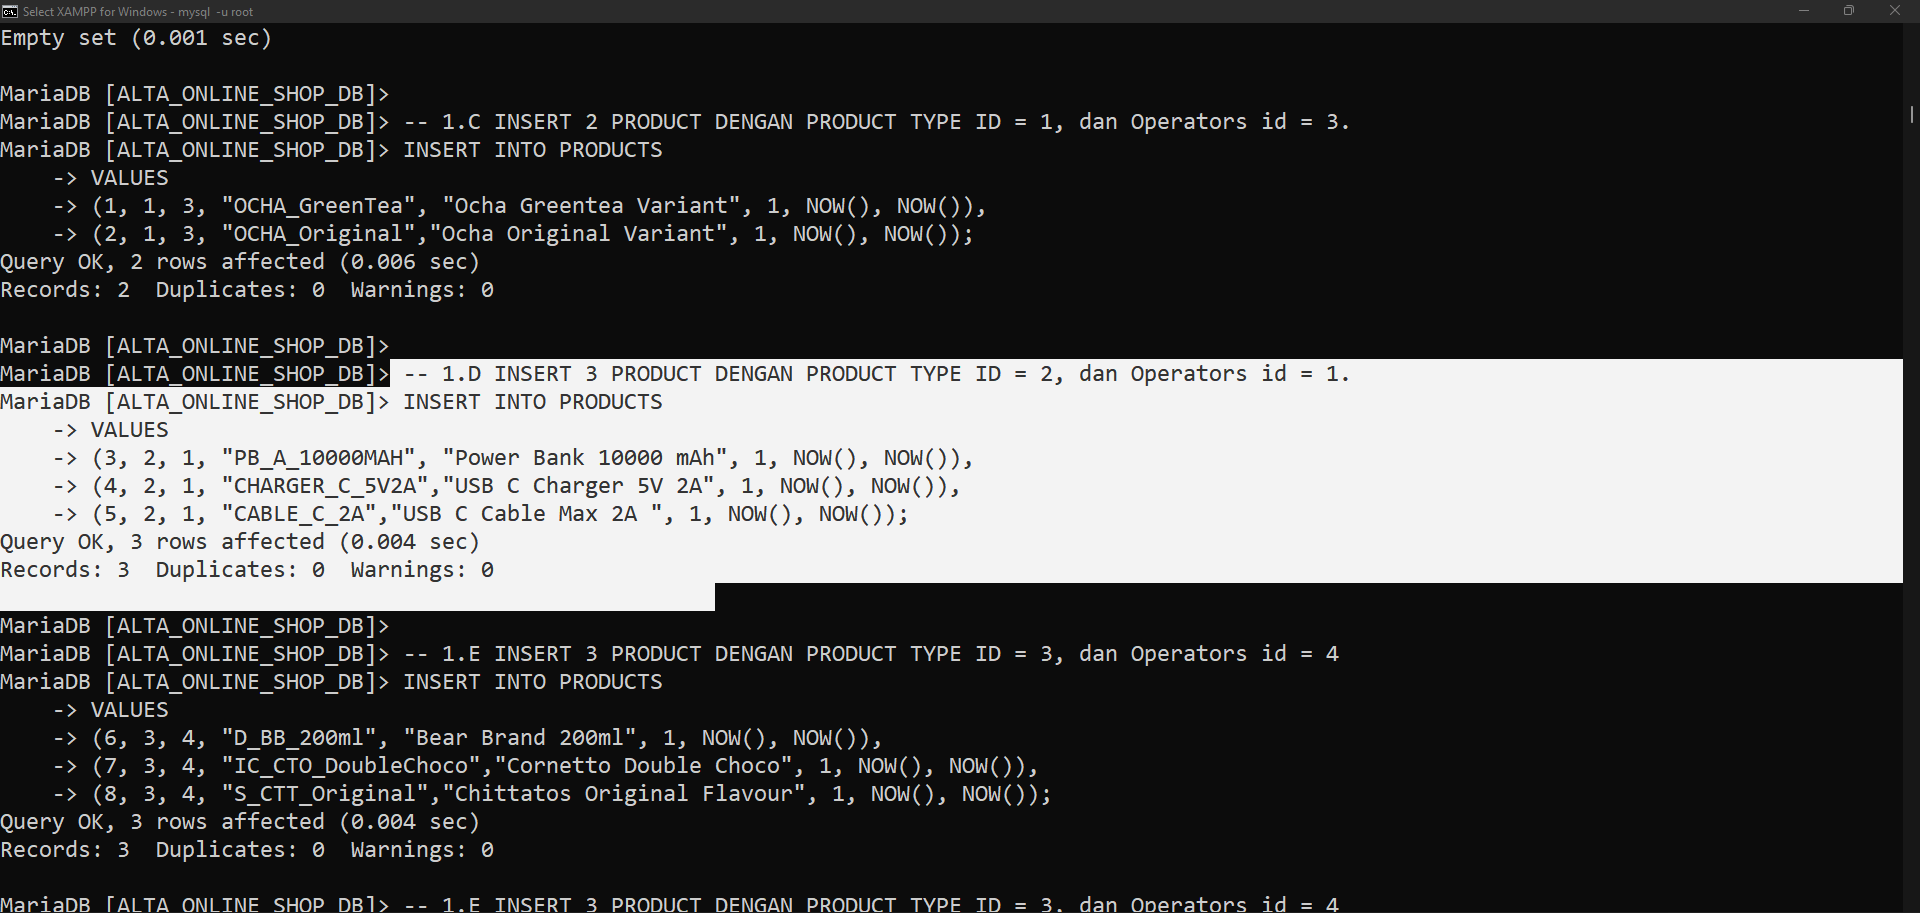 Select XAMPP for Windows - mysql  -u root
Empty set (0.001 sec)
MariaDB [ALTA_ONLINE_SHOP_DB]>
MariaDB [ALTA_ONLINE_SHOP_DB]> -- 1.C INSERT 2 PRODUCT DENGAN PRODUCT TYPE ID = 1, dan Operators id = 3.
MariaDB [ALTA_ONLINE_SHOP_DB]> INSERT INTO PRODUCTS
    -> VALUES
    -> (1, 1, 3, "OCHA_GreenTea", "Ocha Greentea Variant", 1, NOW(), NOW()),
    -> (2, 1, 3, "OCHA_Original","Ocha Original Variant", 1, NOW(), NOW());
Query OK, 2 rows affected (0.006 sec)
Records: 2  Duplicates: 0  Warnings: 0
MariaDB [ALTA_ONLINE_SHOP_DB]>
MariaDB [ALTA_ONLINE_SHOP_DB]> -- 1.D INSERT 3 PRODUCT DENGAN PRODUCT TYPE ID = 2, dan Operators id = 1.
MariaDB [ALTA_ONLINE_SHOP_DB]> INSERT INTO PRODUCTS
    -> VALUES
    -> (3, 2, 1, "PB_A_10000MAH", "Power Bank 10000 mAh", 1, NOW(), NOW()),
    -> (4, 2, 1, "CHARGER_C_5V2A","USB C Charger 5V 2A", 1, NOW(), NOW()),
    -> (5, 2, 1, "CABLE_C_2A","USB C Cable Max 2A ", 1, NOW(), NOW());
Query OK, 3 rows affected (0.004 sec)
Records: 3  Duplicates: 0  Warnings: 0
MariaDB [ALTA_ONLINE_SHOP_DB]>
MariaDB [ALTA_ONLINE_SHOP_DB]> -- 1.E INSERT 3 PRODUCT DENGAN PRODUCT TYPE ID = 3, dan Operators id = 4
MariaDB [ALTA_ONLINE_SHOP_DB]> INSERT INTO PRODUCTS
    -> VALUES
    -> (6, 3, 4, "D_BB_200ml", "Bear Brand 200ml", 1, NOW(), NOW()),
    -> (7, 3, 4, "IC_CTO_DoubleChoco","Cornetto Double Choco", 1, NOW(), NOW()),
    -> (8, 3, 4, "S_CTT_Original","Chittatos Original Flavour", 1, NOW(), NOW());
Query OK, 3 rows affected (0.004 sec)
Records: 3  Duplicates: 0  Warnings: 0
MariaDB [ALTA_ONLINE_SHOP_DB]> -- 1.E INSERT 3 PRODUCT DENGAN PRODUCT TYPE ID = 3, dan Operators id = 4